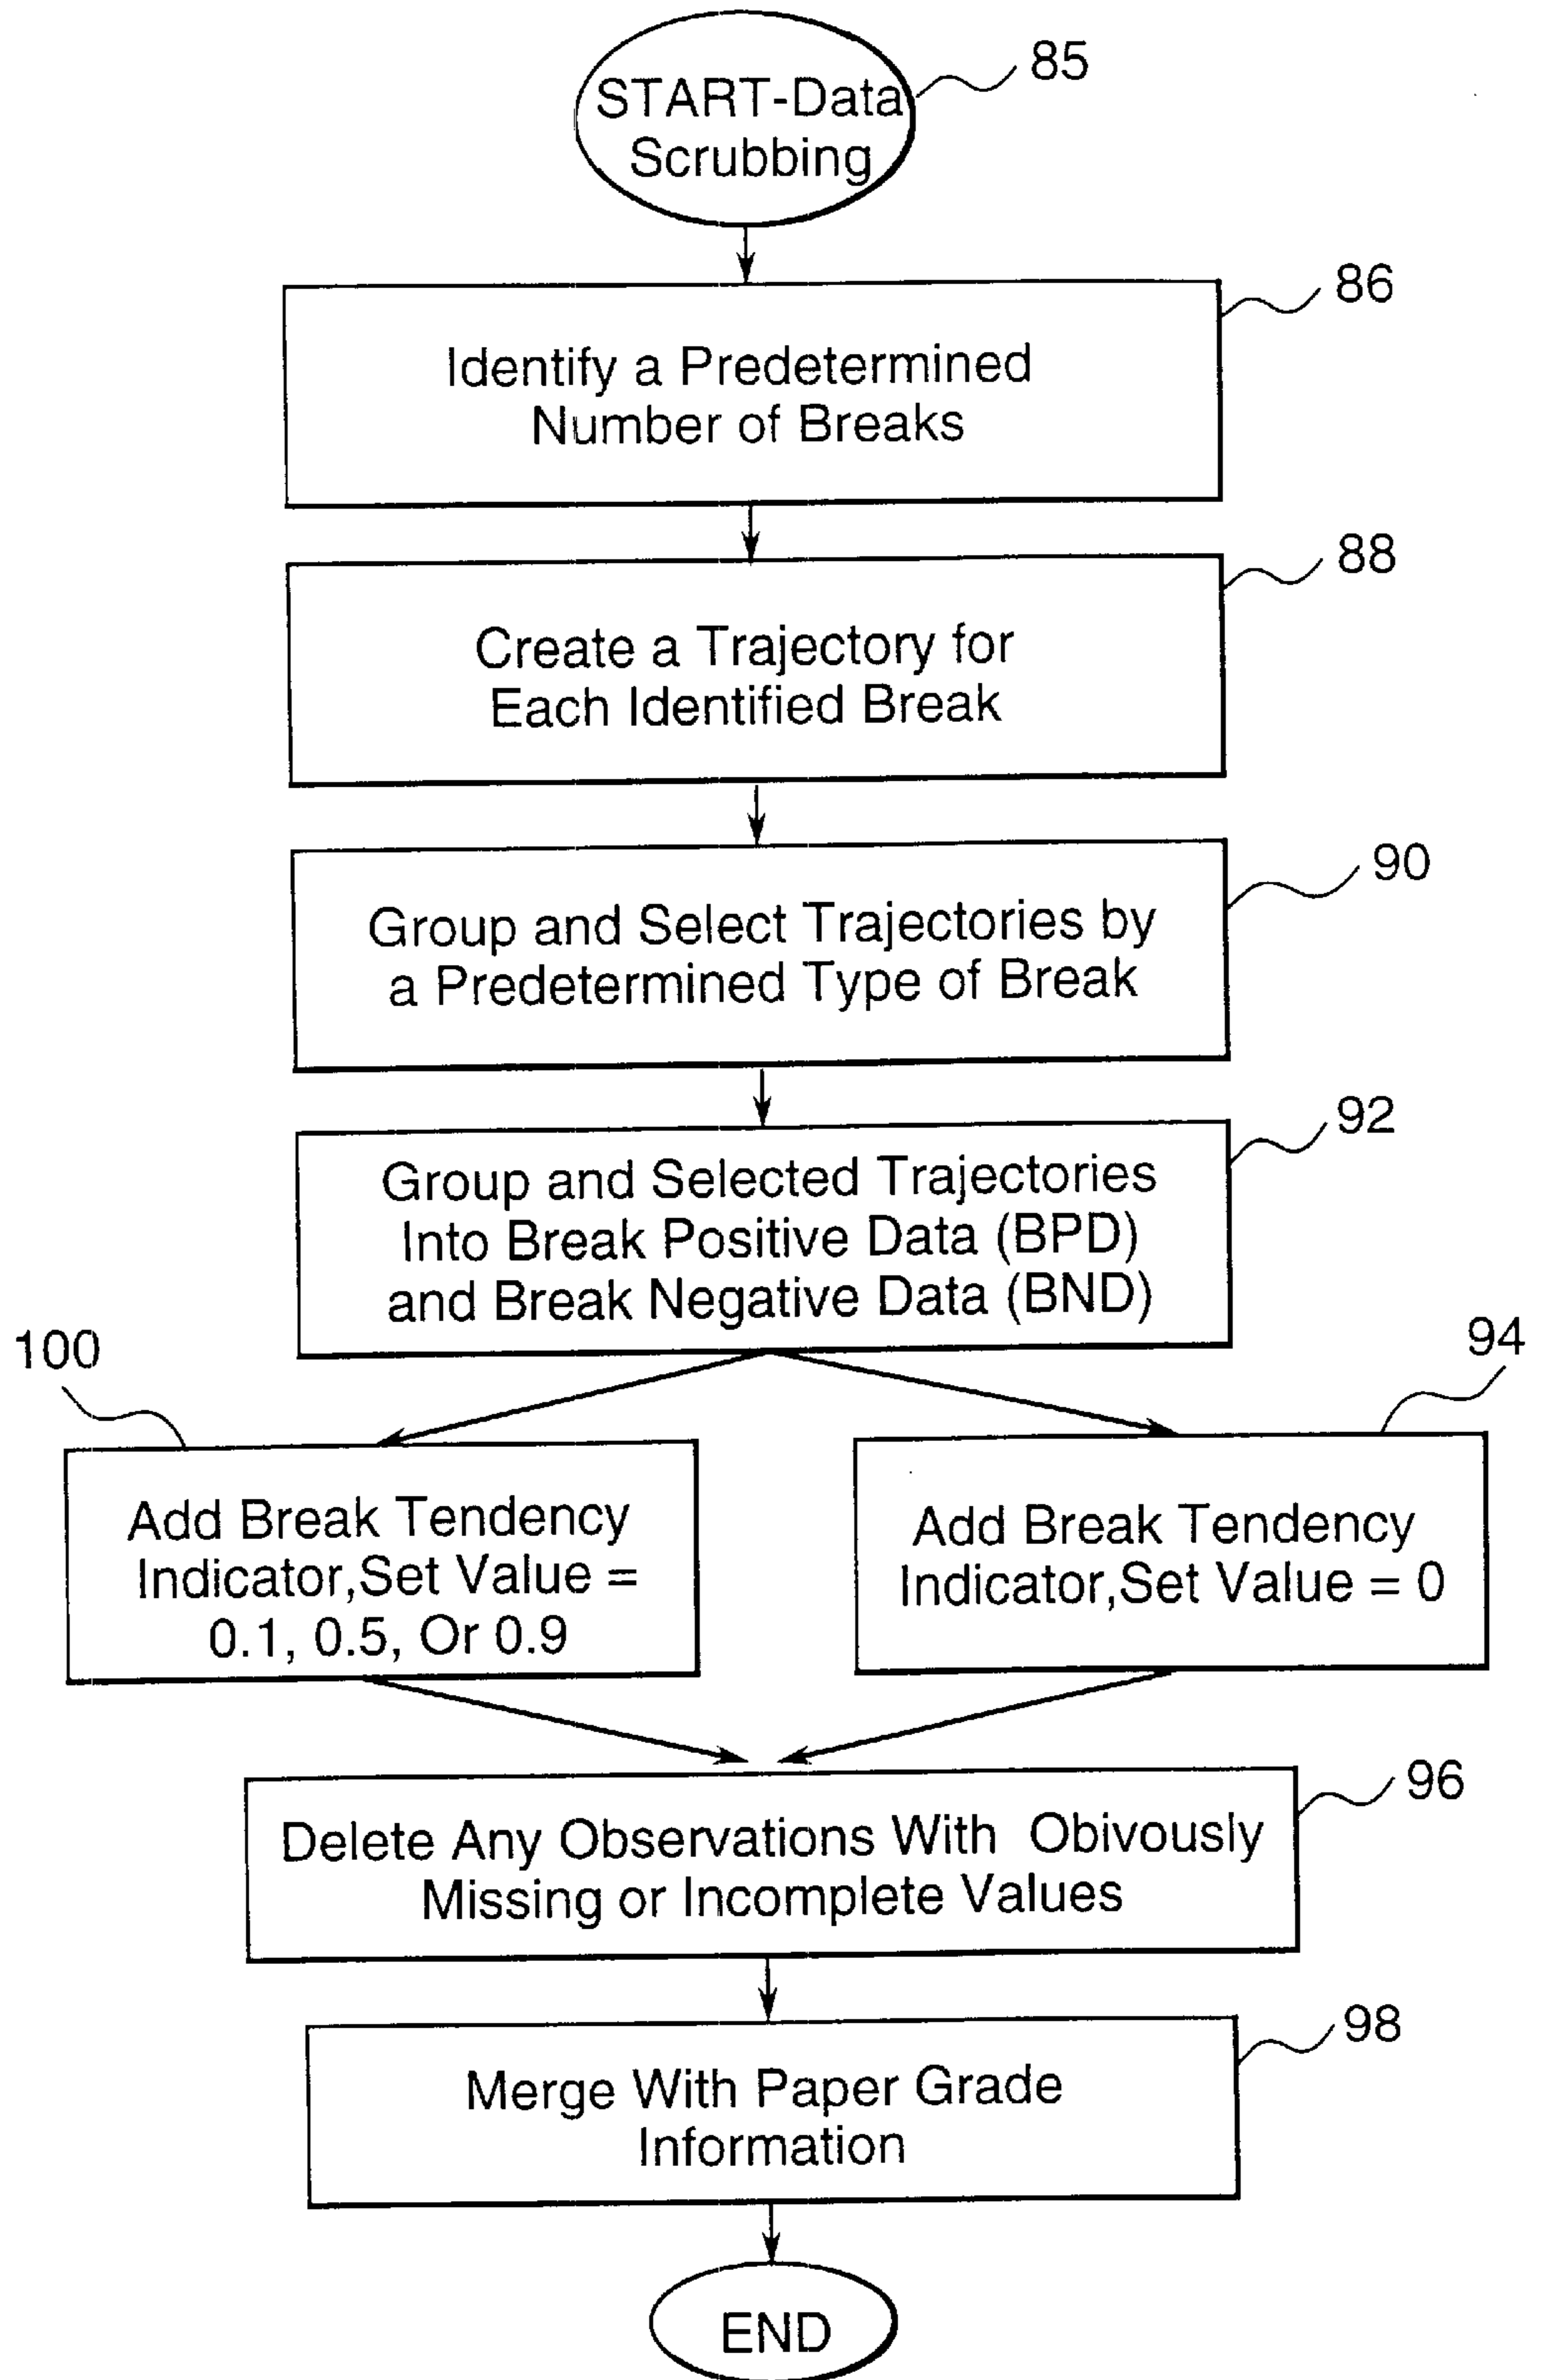 START-Data
Scrubbing
85
86
Identify a Predetermined
Number of Breaks
88
Create a Trajectory for
Each Identified Break
90
Group and Select Trajectories by
a Predetermined Type of Break
92
Group and Selected Trajectories
Into Break Positive Data (BPD)
and Break Negative Data (BND)
100
94
Add Break Tendency
Indicator,Set Value =
0.1, 0.5, Or 0.9
Add Break Tendency
Indicator,Set Value = 0
96
Delete Any Observations With Obivously
Missing or Incomplete Values
98
Merge With Paper Grade
Information
END